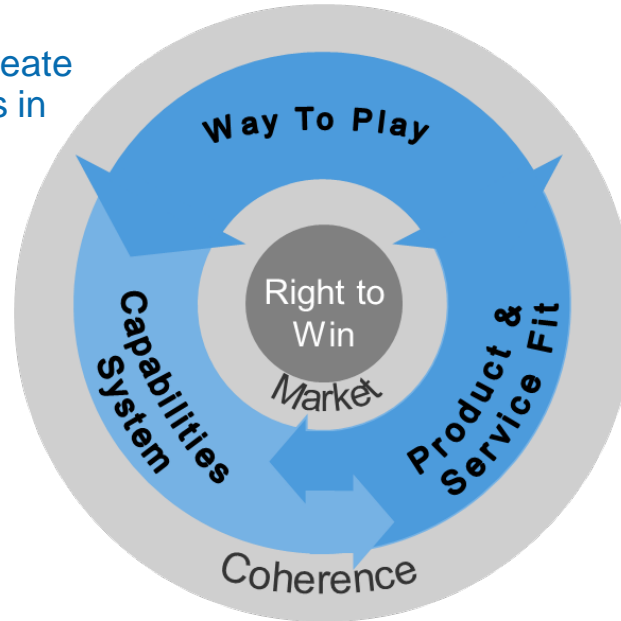 eate
s in
Way To Play
Right to
Win
Market
Capabilities
System
Product &
Service Fit
Coherence